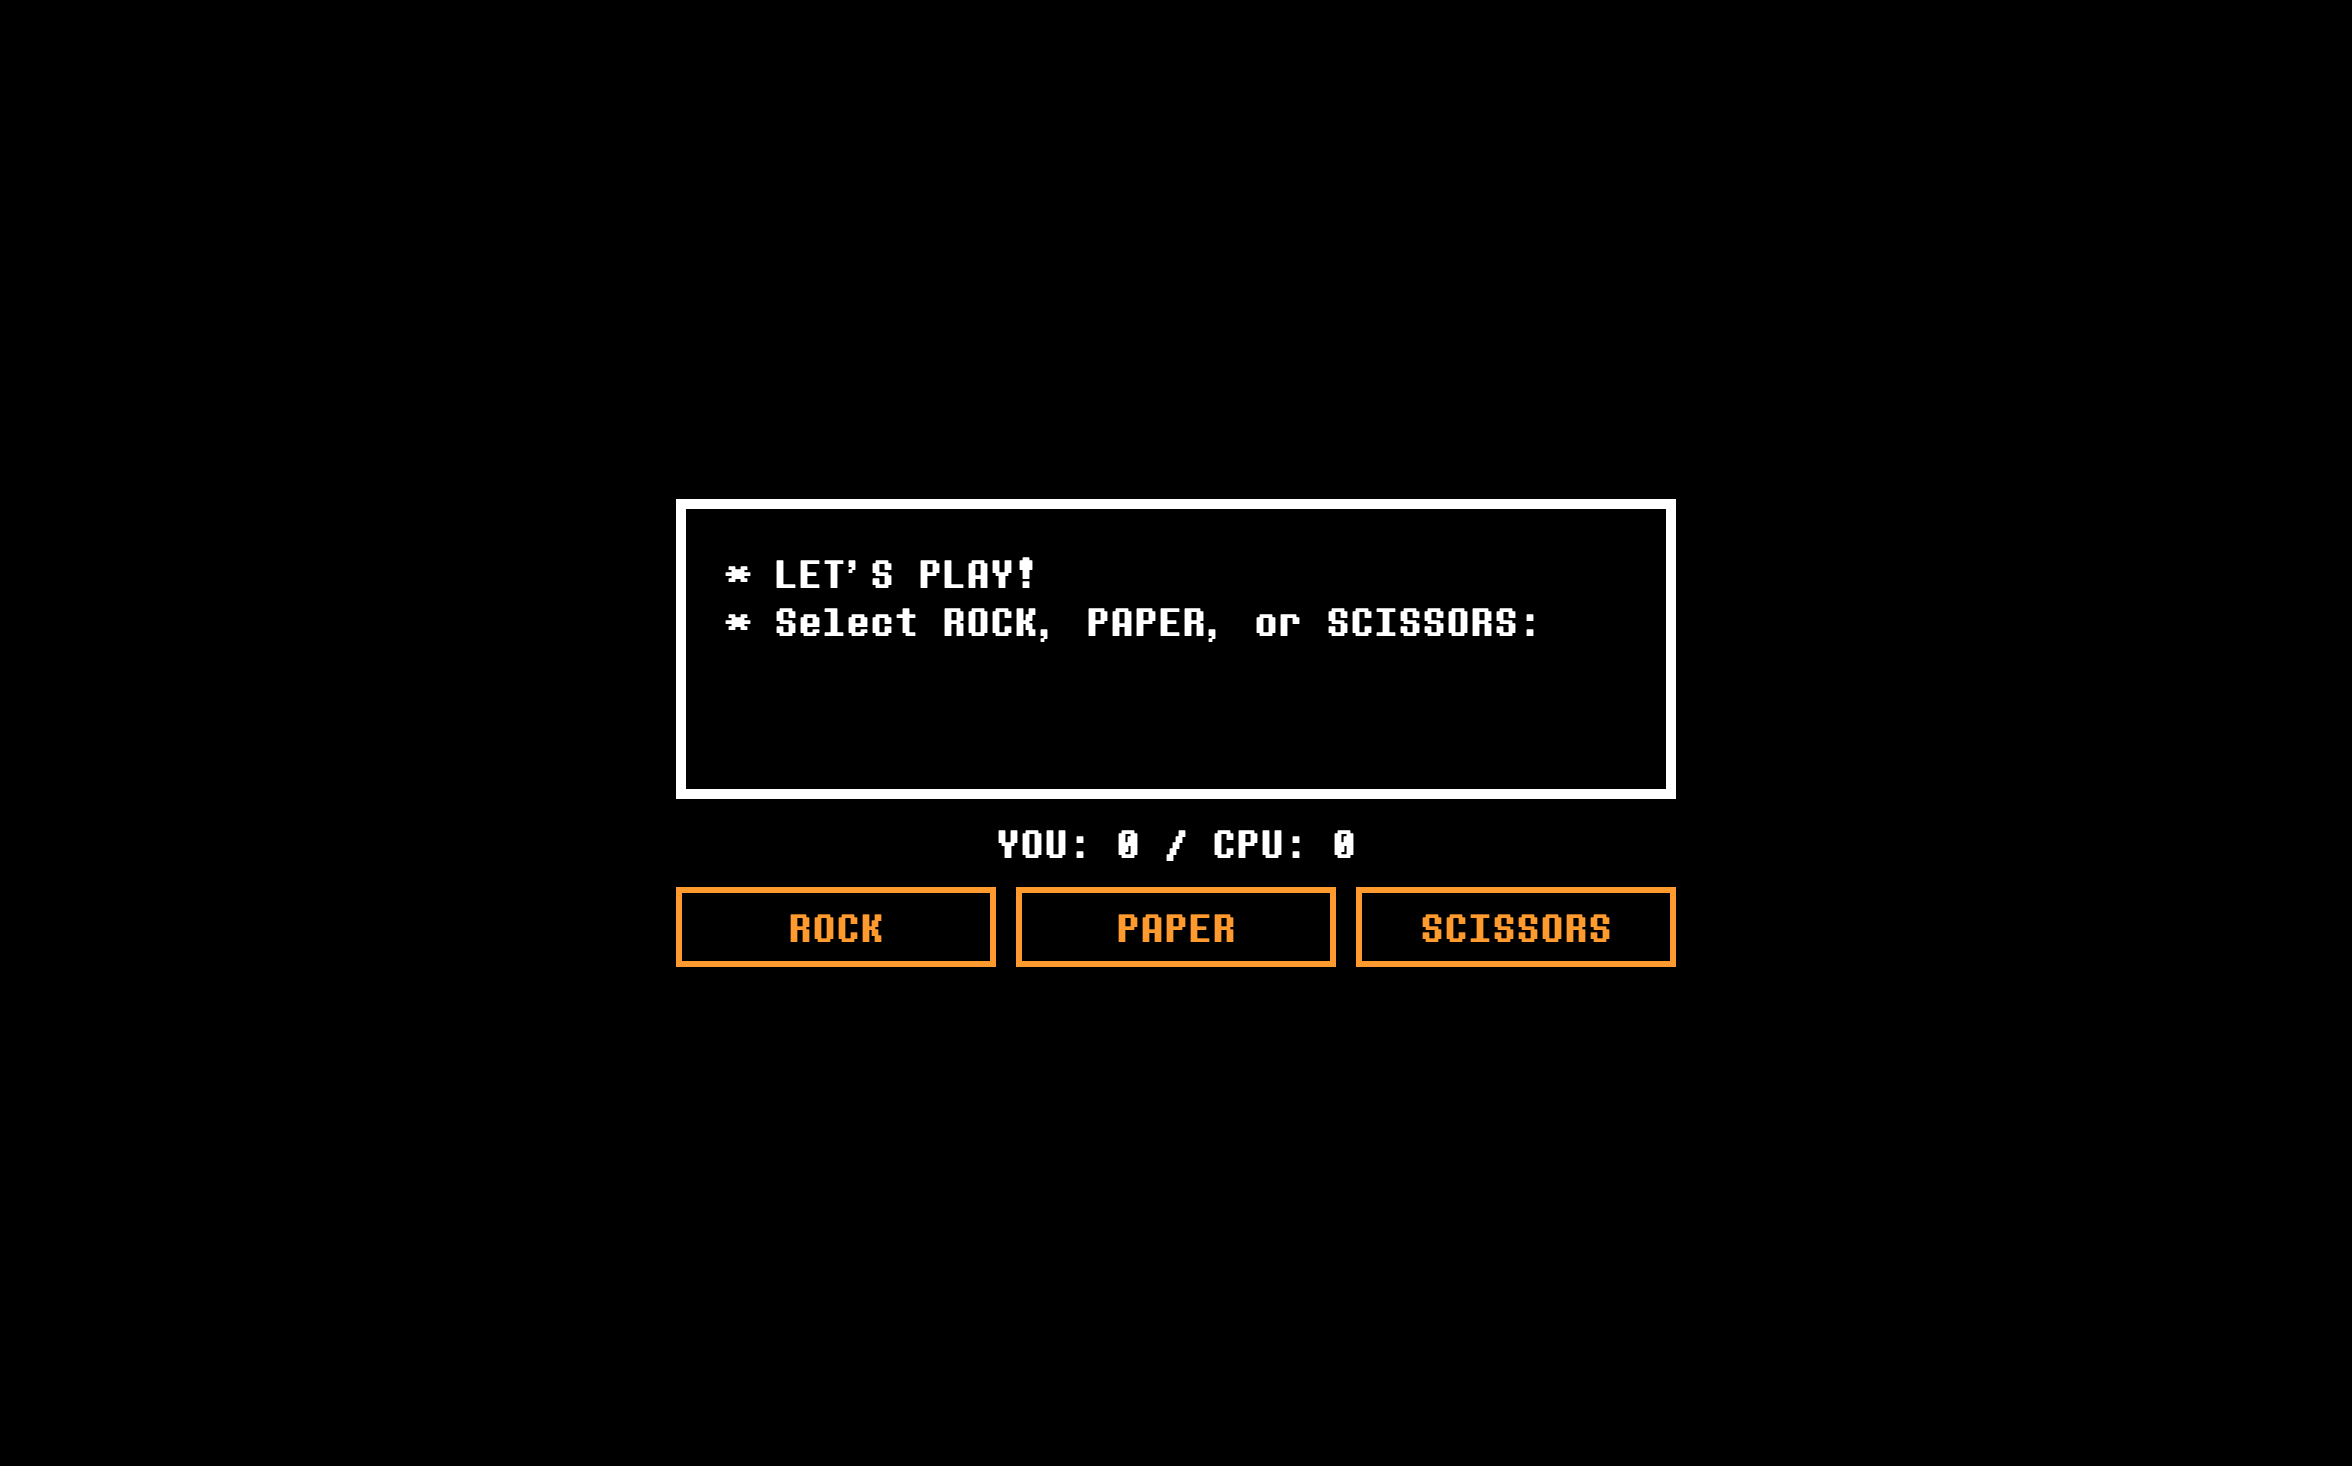 * LET'S PLAY!
* Select ROCK, PAPER, or SCISSORS:
YOU: 0 / CPU: 0
ROCK
PAPER
SCISSORS